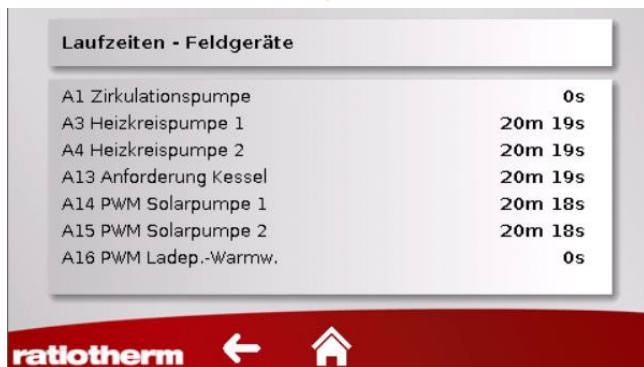 Laufzeiten - Feldgeräte
A1 Zirkulationspumpe 0s
A3 Heizkreispumpe 1 20m 19s
A4 Heizkreispumpe 2 20m 19s
A13 Anforderung Kessel 20m 19s
A14 PWM Solarpumpe 1 20m 18s
A15 PWM Solarpumpe 2 20m 18s
A16 PWM Ladep.-Warmw. 0s
ratiotherm